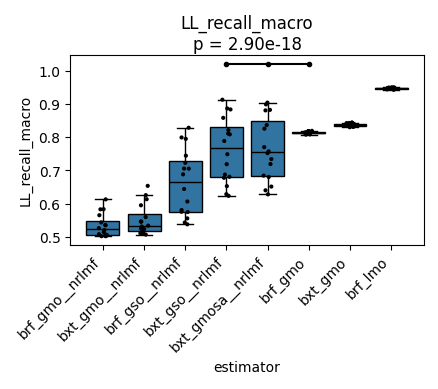 LL_recall_macro
p = 2.90e-18
LL_recall_macro
1.0
0.9
0.8
0.7
0.6
0.5
brf_gmo__nrlmf
bxt_gmo__nrlmf
brf_gso__nrlmf
bxt_gso__nrlmf
bxt_gmosa__nrlmf
brf_gmo
bxt_gmo
brf_lmo
estimator